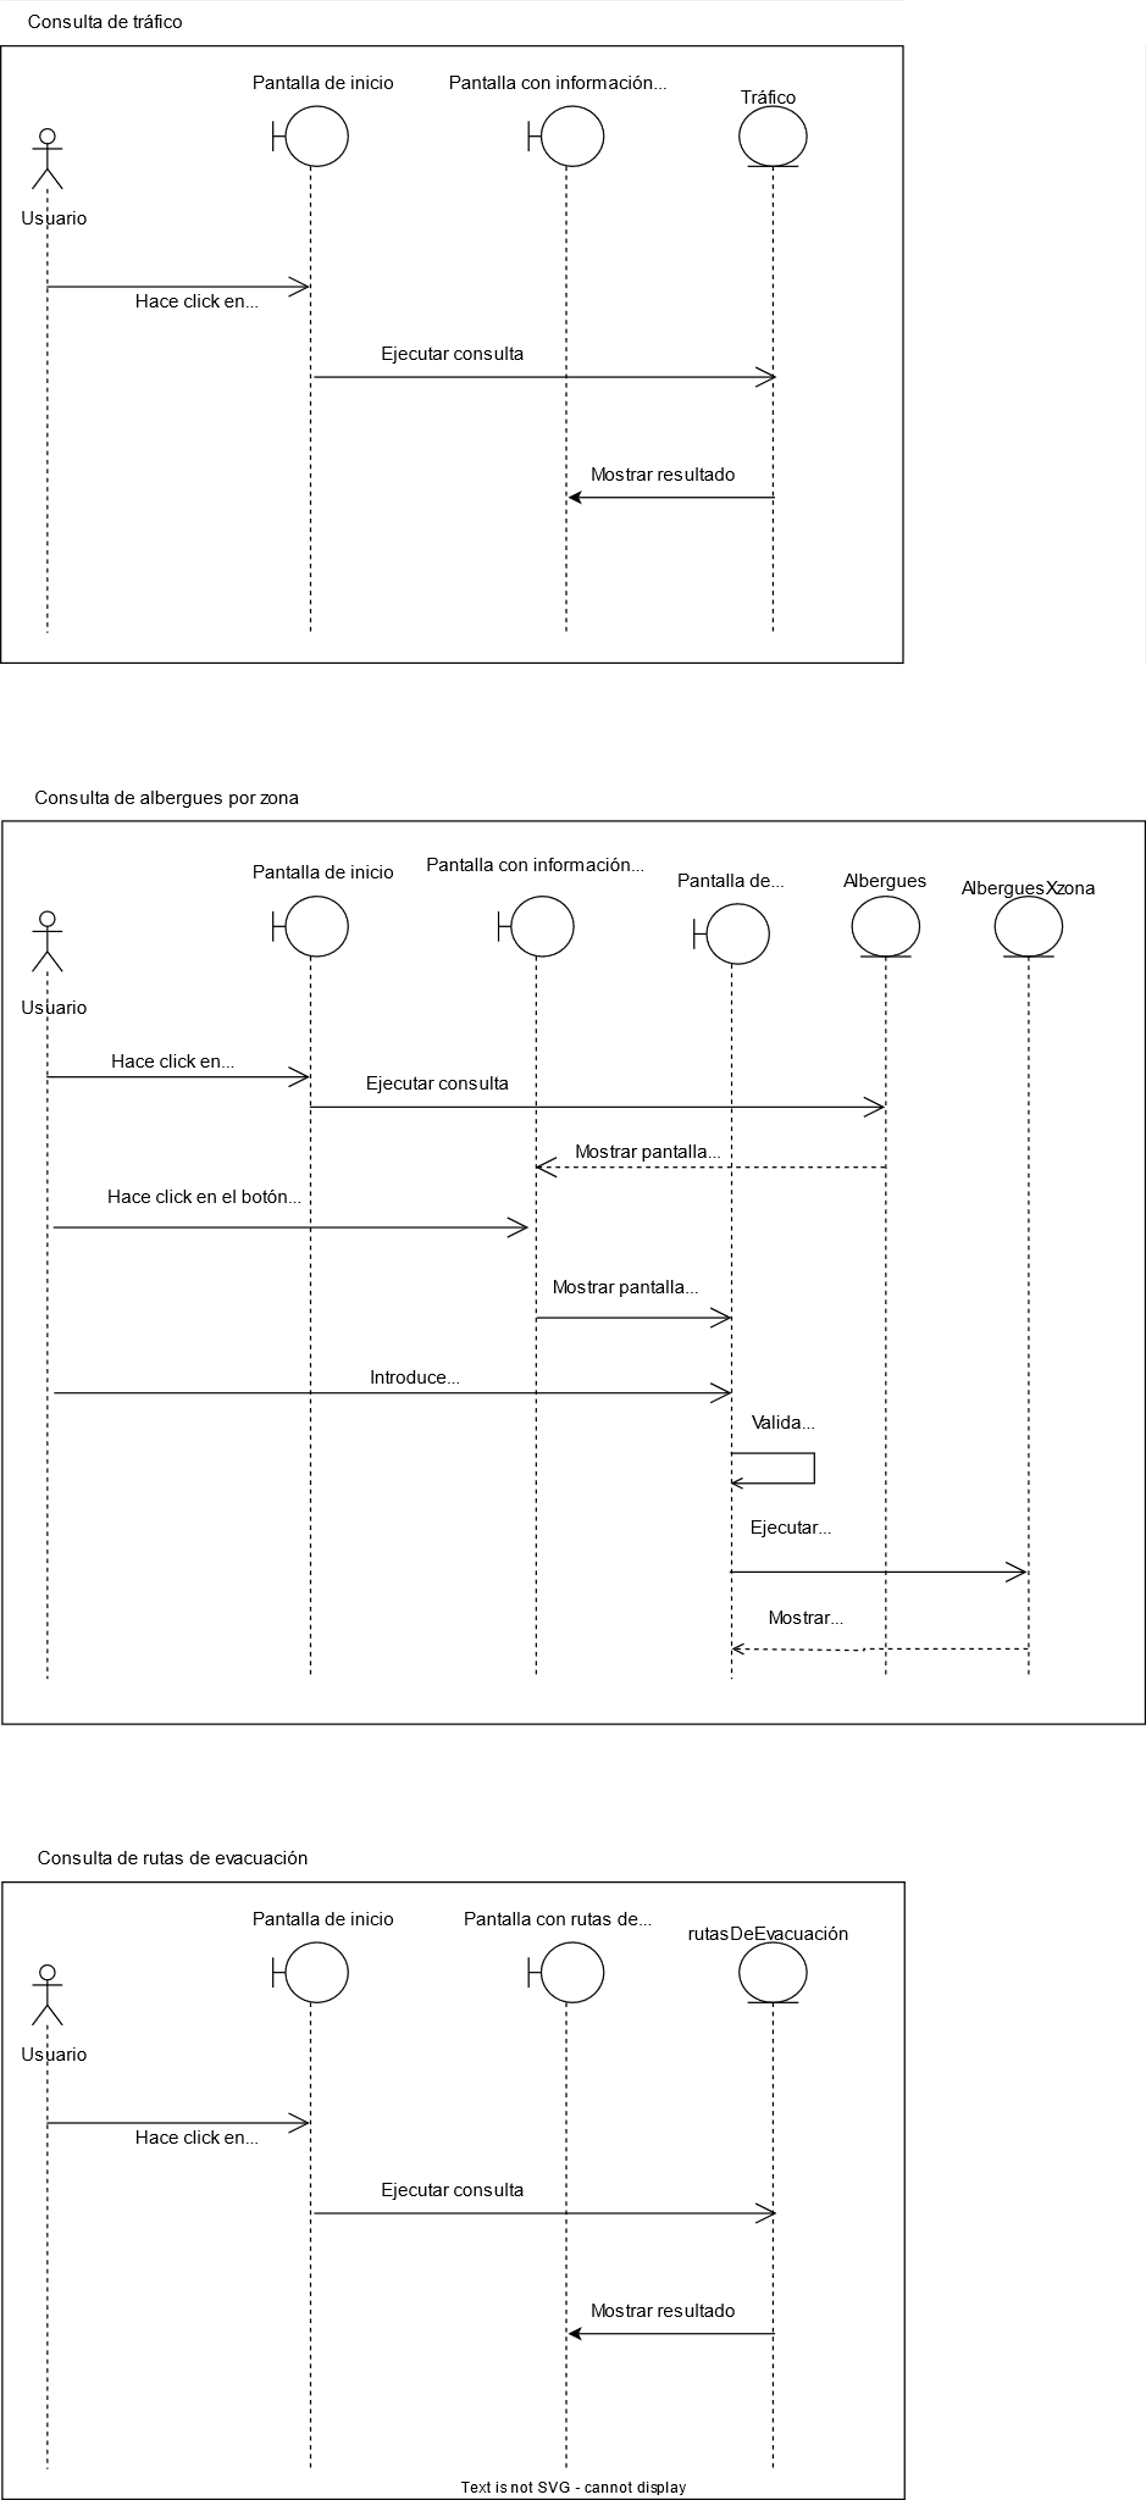 Consulta de tráfico
Pantalla de inicio
Pantalla con información...
Tráfico
Usuario
Hace click en...
Ejecutar consulta
Mostrar resultado
Consulta de albergues por zona
Pantalla de inicio
Pantalla con información...
Pantalla de...
Albergues
AlberguesXzona
Usuario
Hace click en...
Ejecutar consulta
Mostrar pantalla...
Hace click en el botón...
Mostrar pantalla...
Introduce...
Valida...
Ejecutar...
Mostrar...
Consulta de rutas de evacuación
Pantalla de inicio
Pantalla con rutas de...
rutasDeEvacuación
Usuario
Hace click en...
Ejecutar consulta
Mostrar resultado
Text is not SVG - cannot display